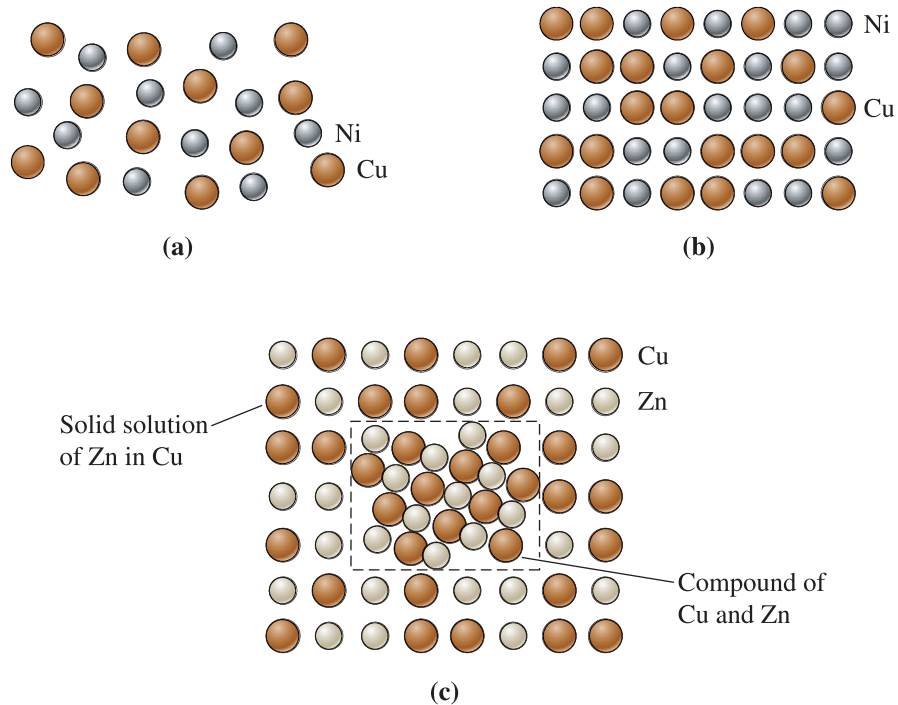 Ni
Cu
(a)
Ni
Cu
(b)
Cu
Zn
Solid solution
of Zn in Cu
Compound of
Cu and Zn
(c)